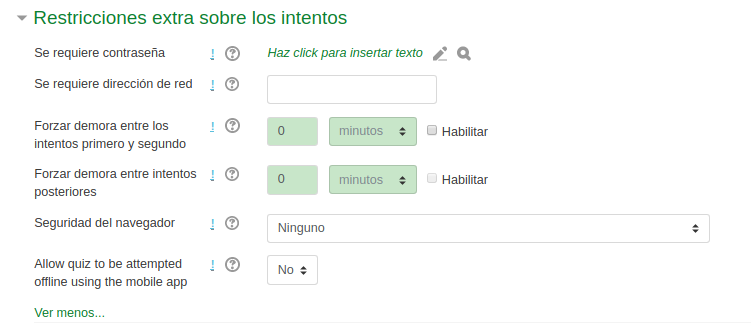 Restricciones extra sobre los intentos
Se requiere contraseña ! ? Haz click para insertar texto
Se requiere dirección de red ! ?
Forzar demora entre los ! ? 0 minutos Habilitar
intentos primero y segundo
Forzar demora entre intentos ! ? 0 minutos Habilitar
posteriores
Seguridad del navegador ! ? Ninguno
Allow quiz to be attempted ! ? No
offline using the mobile app
Ver menos...